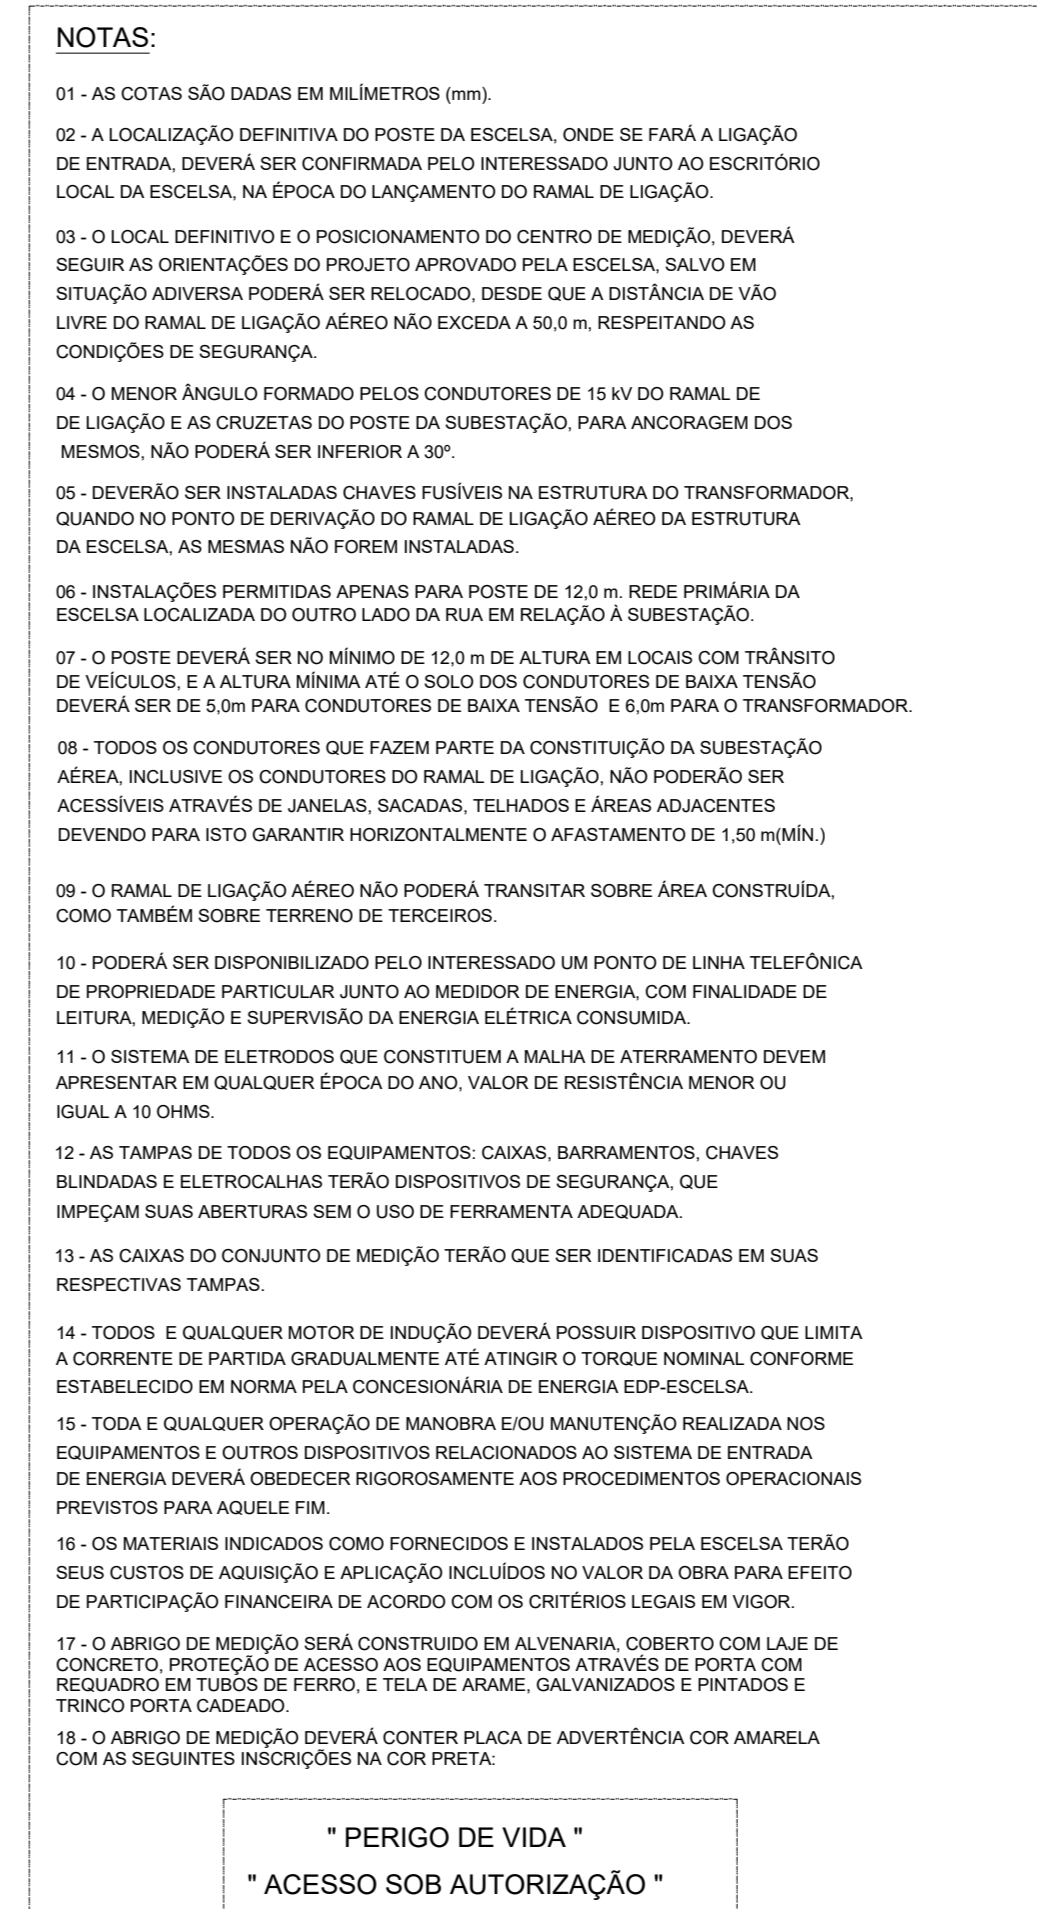 NOTAS:
01 - AS COTAS SÃO DADAS EM MILÍMETROS (mm).
02 - A LOCALIZAÇÃO DEFINITIVA DO POSTE DA ESCELSA, ONDE SE FARÁ A LIGAÇÃO
DE ENTRADA, DEVERÁ SER CONFIRMADA PELO INTERESSADO JUNTO AO ESCRITÓRIO
LOCAL DA ESCELSA, NA ÉPOCA DO LANÇAMENTO DO RAMAL DE LIGAÇÃO.
03 - O LOCAL DEFINITIVO E O POSICIONAMENTO DO CENTRO DE MEDIÇÃO, DEVERÁ
SEGUIR AS ORIENTAÇÕES DO PROJETO APROVADO PELA ESCELSA, SALVO EM
SITUAÇÃO ADIVERSA PODERÁ SER RELOCADO, DESDE QUE A DISTÂNCIA DE VÃO
LIVRE DO RAMAL DE LIGAÇÃO AÉREO NÃO EXCEDA A 50,0 m, RESPEITANDO AS
CONDIÇÕES DE SEGURANÇA.
04 - O MENOR ÂNGULO FORMADO PELOS CONDUTORES DE 15 kV DO RAMAL DE
DE LIGAÇÃO E AS CRUZETAS DO POSTE DA SUBESTAÇÃO, PARA ANCORAGEM DOS
MESMOS, NÃO PODERÁ SER INFERIOR A 30º.
05 - DEVERÃO SER INSTALADAS CHAVES FUSÍVEIS NA ESTRUTURA DO TRANSFORMADOR,
QUANDO NO PONTO DE DERIVAÇÃO DO RAMAL DE LIGAÇÃO AÉREO DA ESTRUTURA
DA ESCELSA, AS MESMAS NÃO FOREM INSTALADAS.
06 - INSTALAÇÕES PERMITIDAS APENAS PARA POSTE DE 12,0 m. REDE PRIMÁRIA DA
ESCELSA LOCALIZADA DO OUTRO LADO DA RUA EM RELAÇÃO À SUBESTAÇÃO.
07 - O POSTE DEVERÁ SER NO MÍNIMO DE 12,0 m DE ALTURA EM LOCAIS COM TRÂNSITO
DE VEÍCULOS, E A ALTURA MÍNIMA ATÉ O SOLO DOS CONDUTORES DE BAIXA TENSÃO
DEVERÁ SER DE 5,0m PARA CONDUTORES DE BAIXA TENSÃO  E 6,0m PARA O TRANSFORMADOR.
08 - TODOS OS CONDUTORES QUE FAZEM PARTE DA CONSTITUIÇÃO DA SUBESTAÇÃO
AÉREA, INCLUSIVE OS CONDUTORES DO RAMAL DE LIGAÇÃO, NÃO PODERÃO SER
ACESSÍVEIS ATRAVÉS DE JANELAS, SACADAS, TELHADOS E ÁREAS ADJACENTES
DEVENDO PARA ISTO GARANTIR HORIZONTALMENTE O AFASTAMENTO DE 1,50 m(MÍN.)
09 - O RAMAL DE LIGAÇÃO AÉREO NÃO PODERÁ TRANSITAR SOBRE ÁREA CONSTRUÍDA,
COMO TAMBÉM SOBRE TERRENO DE TERCEIROS.
10 - PODERÁ SER DISPONIBILIZADO PELO INTERESSADO UM PONTO DE LINHA TELEFÔNICA
DE PROPRIEDADE PARTICULAR JUNTO AO MEDIDOR DE ENERGIA, COM FINALIDADE DE
LEITURA, MEDIÇÃO E SUPERVISÃO DA ENERGIA ELÉTRICA CONSUMIDA.
11 - O SISTEMA DE ELETRODOS QUE CONSTITUEM A MALHA DE ATERRAMENTO DEVEM
APRESENTAR EM QUALQUER ÉPOCA DO ANO, VALOR DE RESISTÊNCIA MENOR OU
IGUAL A 10 OHMS.
12 - AS TAMPAS DE TODOS OS EQUIPAMENTOS: CAIXAS, BARRAMENTOS, CHAVES
BLINDADAS E ELETROCALHAS TERÃO DISPOSITIVOS DE SEGURANÇA, QUE
IMPEÇAM SUAS ABERTURAS SEM O USO DE FERRAMENTA ADEQUADA.
13 - AS CAIXAS DO CONJUNTO DE MEDIÇÃO TERÃO QUE SER IDENTIFICADAS EM SUAS
RESPECTIVAS TAMPAS.
14 - TODOS  E QUALQUER MOTOR DE INDUÇÃO DEVERÁ POSSUIR DISPOSITIVO QUE LIMITA
A CORRENTE DE PARTIDA GRADUALMENTE ATÉ ATINGIR O TORQUE NOMINAL CONFORME
ESTABELECIDO EM NORMA PELA CONCESIONÁRIA DE ENERGIA EDP-ESCELSA.
15 - TODA E QUALQUER OPERAÇÃO DE MANOBRA E/OU MANUTENÇÃO REALIZADA NOS
EQUIPAMENTOS E OUTROS DISPOSITIVOS RELACIONADOS AO SISTEMA DE ENTRADA
DE ENERGIA DEVERÁ OBEDECER RIGOROSAMENTE AOS PROCEDIMENTOS OPERACIONAIS
PREVISTOS PARA AQUELE FIM.
16 - OS MATERIAIS INDICADOS COMO FORNECIDOS E INSTALADOS PELA ESCELSA TERÃO
SEUS CUSTOS DE AQUISIÇÃO E APLICAÇÃO INCLUÍDOS NO VALOR DA OBRA PARA EFEITO
DE PARTICIPAÇÃO FINANCEIRA DE ACORDO COM OS CRITÉRIOS LEGAIS EM VIGOR.
17 - O ABRIGO DE MEDIÇÃO SERÁ CONSTRUIDO EM ALVENARIA, COBERTO COM LAJE DE
CONCRETO, PROTEÇÃO DE ACESSO AOS EQUIPAMENTOS ATRAVÉS DE PORTA COM
REQUADRO EM TUBOS DE FERRO, E TELA DE ARAME, GALVANIZADOS E PINTADOS E
TRINCO PORTA CADEADO.
18 - O ABRIGO DE MEDIÇÃO DEVERÁ CONTER PLACA DE ADVERTÊNCIA COR AMARELA
COM AS SEGUINTES INSCRIÇÕES NA COR PRETA:
" PERIGO DE VIDA "
" ACESSO SOB AUTORIZAÇÃO "